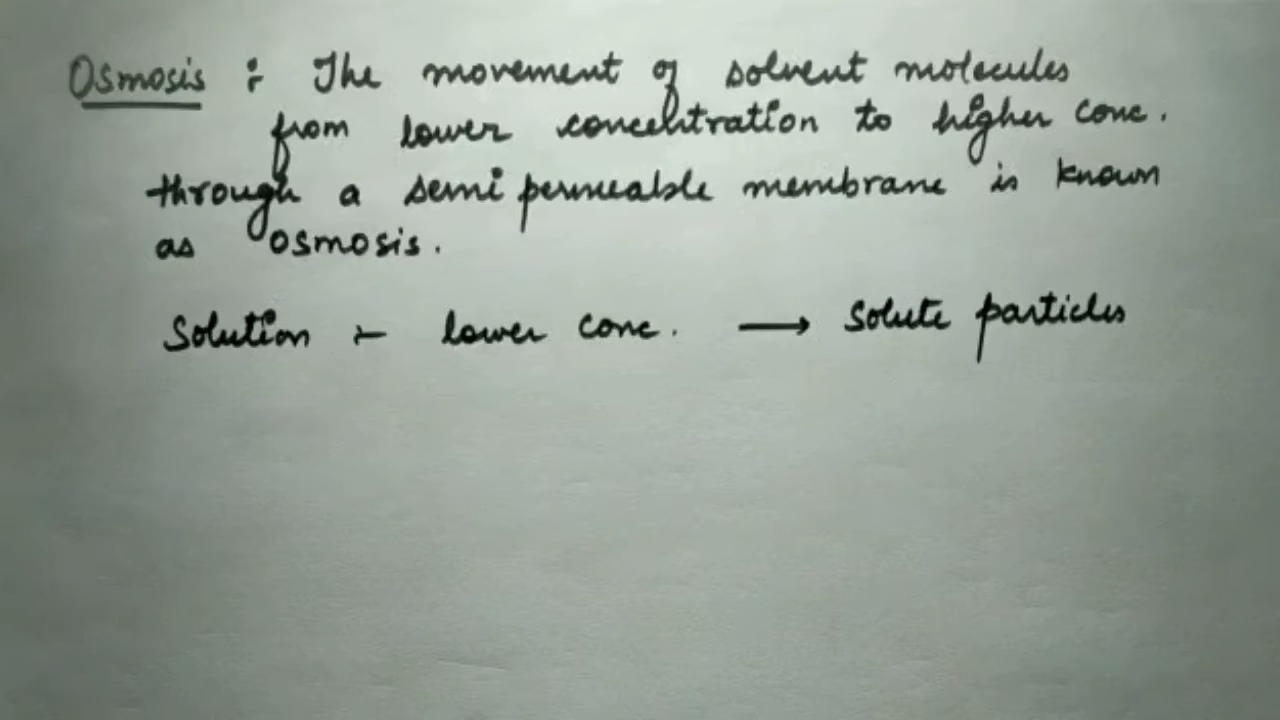 Osmosis :- The movement of solvent molecules
from lower concentration to higher conc.
through a semi permeable membrane is known
as osmosis.
Solution :- lower conc. → Solute particles